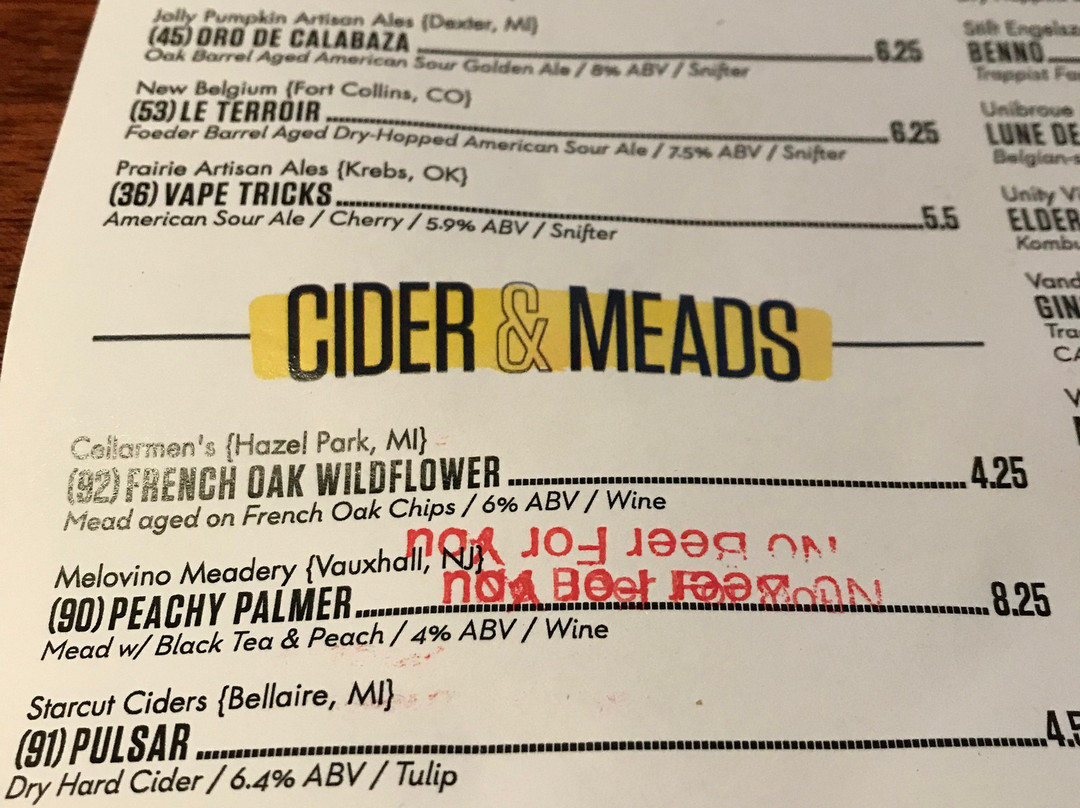 Jolly Pumpkin Artisan Ales {Dexter, MI}
(45) ORO DE CALABAZA 6.25
Oak Barrel Aged American Sour Golden Ale / 8% ABV / Snifter
New Belgium {Fort Collins, CO}
(53) LE TERROIR 6.25
Foeder Barrel Aged Dry-Hopped American Sour Ale / 7.5% ABV / Snifter
Prairie Artisan Ales {Krebs, OK}
(36) VAPE TRICKS 5.5
American Sour Ale / Cherry / 5.9% ABV / Snifter
CIDER & MEADS
Cellarmen's {Hazel Park, MI}
(92) FRENCH OAK WILDFLOWER 4.25
Mead aged on French Oak Chips / 6% ABV / Wine
No Beer For You
Melovino Meadery {Vauxhall, NJ}
(90) PEACHY PALMER 8.25
Mead w/ Black Tea & Peach / 4% ABV / Wine
Starcut Ciders {Bellaire, MI}
(91) PULSAR 4.5
Dry Hard Cider / 6.4% ABV / Tulip
BENNO
Trappist
Unibroue
LUNE DE
Unity
ELDER
GIN